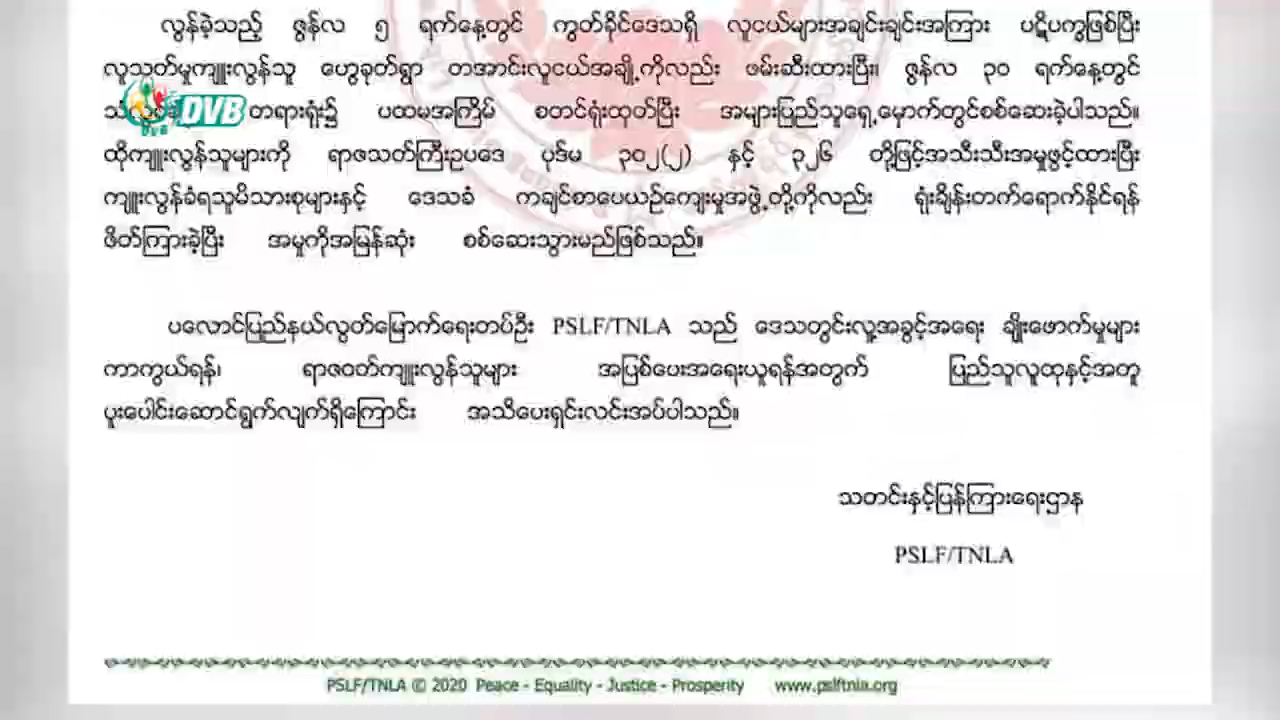 လွန်ခဲ့သည့် ဇွန်လ ၅ ရက်နေ့တွင် ကွတ်ခိုင်ဒေသရှိ လူငယ်များအချင်းချင်းအကြား ပဋိပက္ခဖြစ်ပြီး
လူသတ်မှုကျူးလွန်သူ ဟွေခုတ်ရွာ တအာင်းလူငယ်အချို့ကိုလည်း ဖမ်းဆီးထားပြီး၊ ဇွန်လ ၃၀ ရက်နေ့တွင်
DVB တရားရုံး၌ ပထမအကြိမ် စတင်ရုံးထုတ်ပြီး အများပြည်သူရှေ့မှောက်တွင်စစ်ဆေးခဲ့ပါသည်။
ထိုကျူးလွန်သူများကို ရာဇသတ်ကြီးဥပဒေ ပုဒ်မ ၃၀၂(၂) နှင့် ၃၂၆ တို့ဖြင့်အသီးသီးအမှုဖွင့်ထားပြီး
ကျူးလွန်ခံရသူမိသားစုများနှင့် ဒေသခံ ကချင်စာပေယဉ်ကျေးမှုအဖွဲ့တို့ကိုလည်း ရုံးချိန်းတက်ရောက်နိုင်ရန်
ဖိတ်ကြားခဲ့ပြီး အမှုကိုအမြန်ဆုံး စစ်ဆေးသွားမည်ဖြစ်သည်။
ပလောင်ပြည်နယ်လွတ်မြောက်ရေးတပ်ဦး PSLF/TNLA သည် ဒေသတွင်းလူ့အခွင့်အရေး ချိုးဖောက်မှုများ
ကာကွယ်ရန်၊ ရာဇဝတ်ကျူးလွန်သူများ အပြစ်ပေးအရေးယူရန်အတွက် ပြည်သူလူထုနှင့်အတူ
ပူးပေါင်းဆောင်ရွက်လျက်ရှိကြောင်း အသိပေးရှင်းလင်းအပ်ပါသည်။
သတင်းနှင့်ပြန်ကြားရေးဌာန
PSLF/TNLA
PSLF/TNLA © 2020 Peace - Equality - Justice - Prosperity www.pslftnla.org